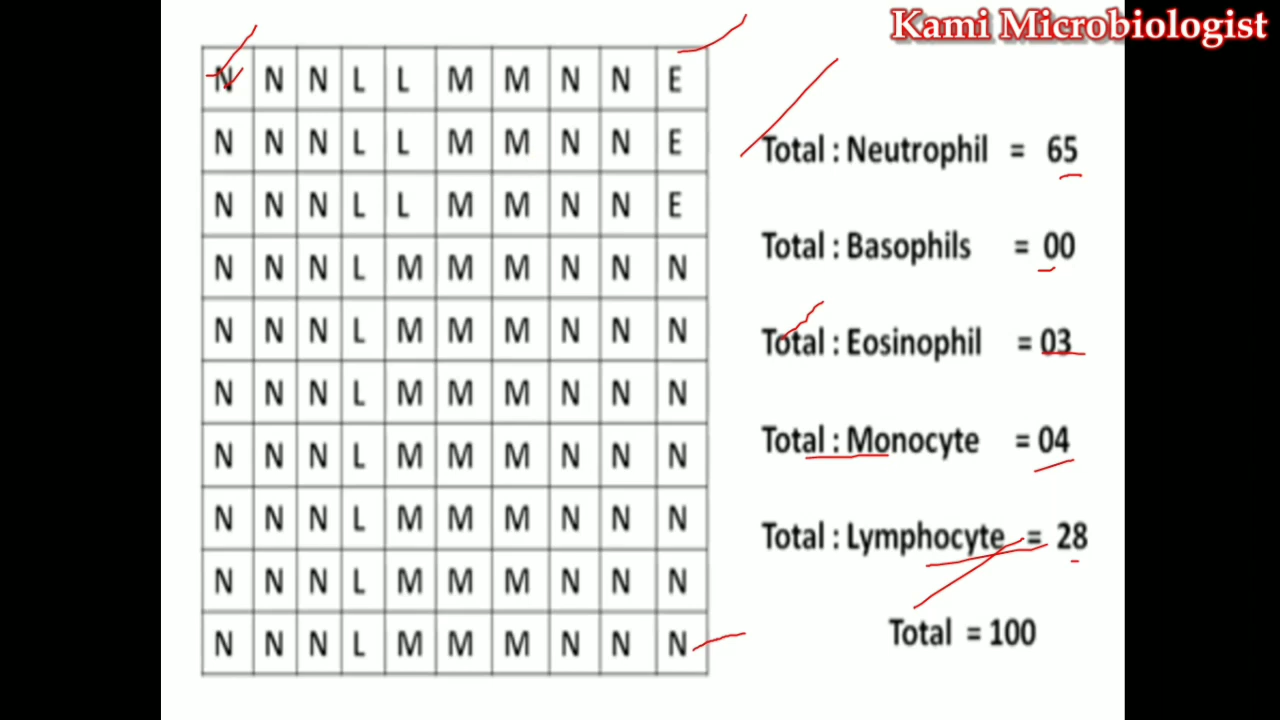 Kami Microbiologist
N N N L L M M N N E
N N N L L M M N N E
N N N L L M M N N E
N N N L M M M N N N
N N N L M M M N N N
N N N L M M M N N N
N N N L M M M N N N
N N N L M M M N N N
N N N L M M M N N N
N N N L M M M N N N
Total : Neutrophil = 65
Total : Basophils = 00
Total : Eosinophil = 03
Total : Monocyte = 04
Total : Lymphocyte = 28
Total = 100